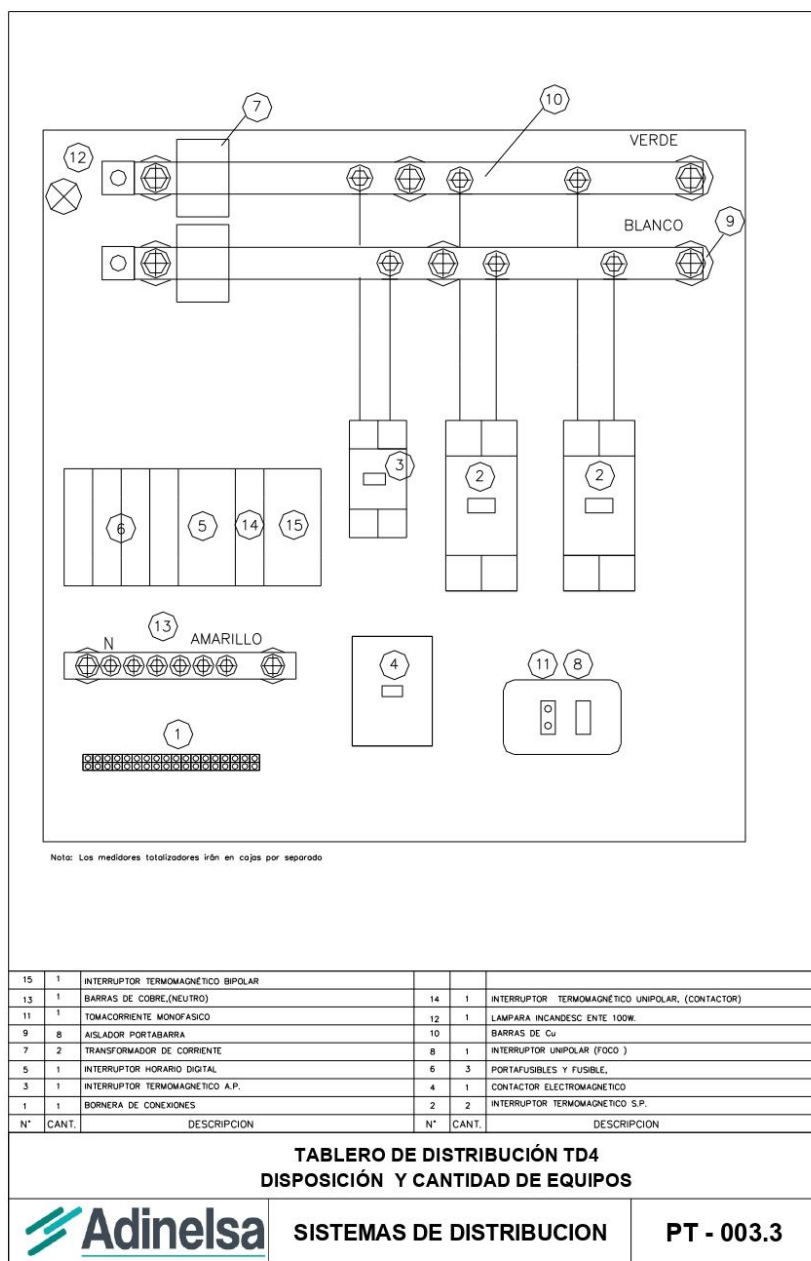 7
10
12
VERDE
BLANCO
9
3
2
2
6
5
14
15
13
N
AMARILLO
4
11
8
1
Nota: Los medidores totalizadores irán en cajas por separado
15 1 INTERRUPTOR TERMOMAGNÉTICO BIPOLAR
13 1 BARRAS DE COBRE,(NEUTRO) 14 1 INTERRUPTOR TERMOMAGNÉTICO UNIPOLAR, (CONTACTOR)
11 1 TOMACORRIENTE MONOFASICO 12 1 LAMPARA INCANDESC ENTE 100W.
9 8 AISLADOR PORTABARRA 10 BARRAS DE Cu
7 2 TRANSFORMADOR DE CORRIENTE 8 1 INTERRUPTOR UNIPOLAR (FOCO )
5 1 INTERRUPTOR HORARIO DIGITAL 6 3 PORTAFUSIBLES Y FUSIBLE,
3 1 INTERRUPTOR TERMOMAGNETICO A.P. 4 1 CONTACTOR ELECTROMAGNETICO
1 1 BORNERA DE CONEXIONES 2 2 INTERRUPTOR TERMOMAGNETICO S.P.
N° CANT. DESCRIPCION N° CANT. DESCRIPCION
TABLERO DE DISTRIBUCIÓN TD4
DISPOSICIÓN Y CANTIDAD DE EQUIPOS
Adinelsa SISTEMAS DE DISTRIBUCION PT - 003.3